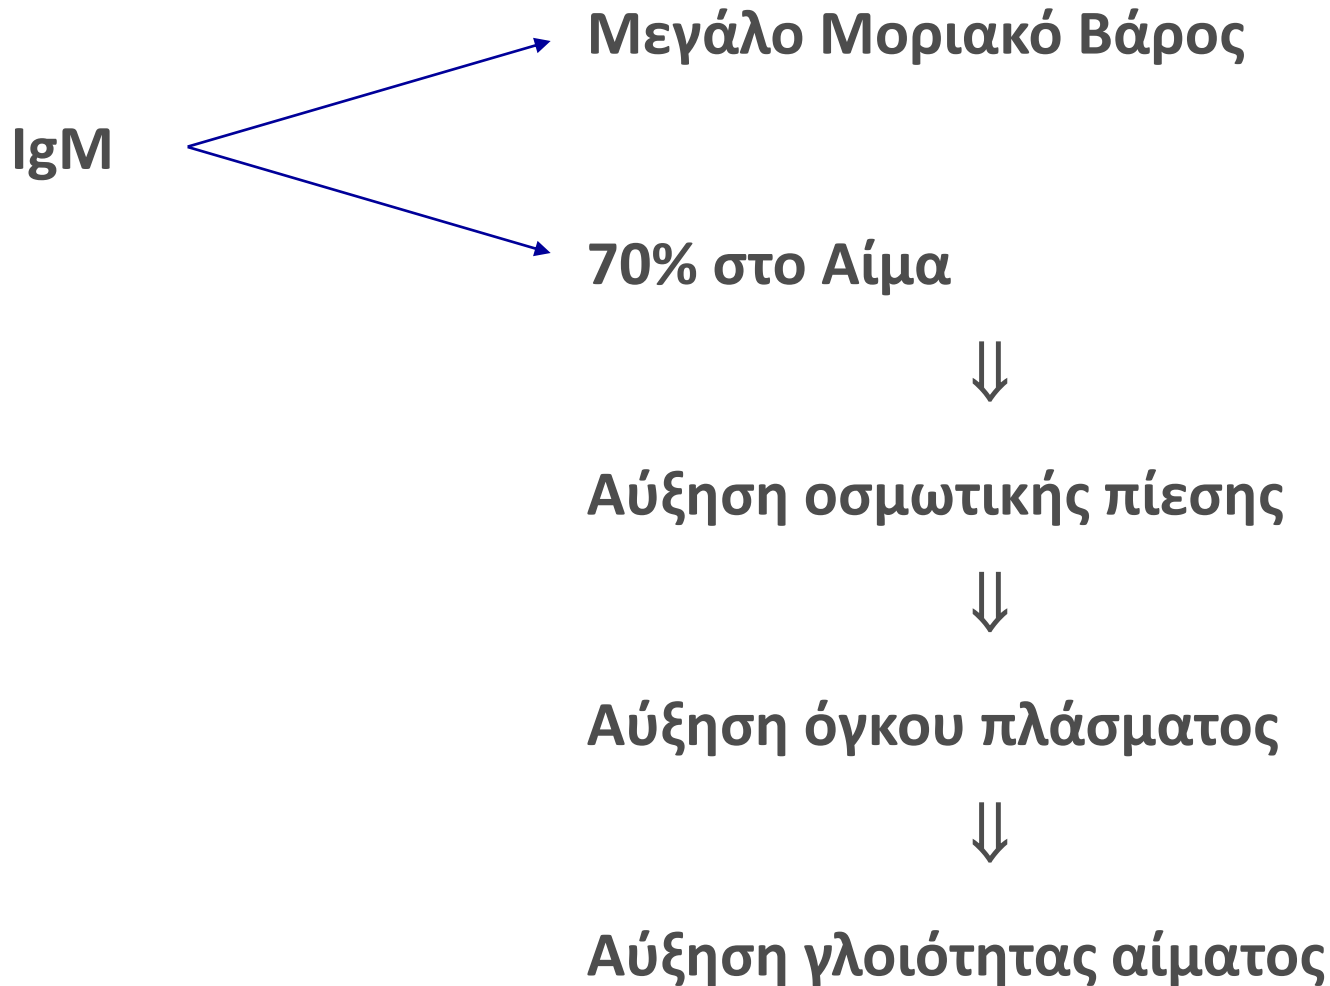 Μεγάλο Μοριακό Βάρος
IgM
70% στο Αίμα
⇓
Αύξηση οσμωτικής πίεσης
⇓
Αύξηση όγκου πλάσματος
⇓
Αύξηση γλοιότητας αίματος